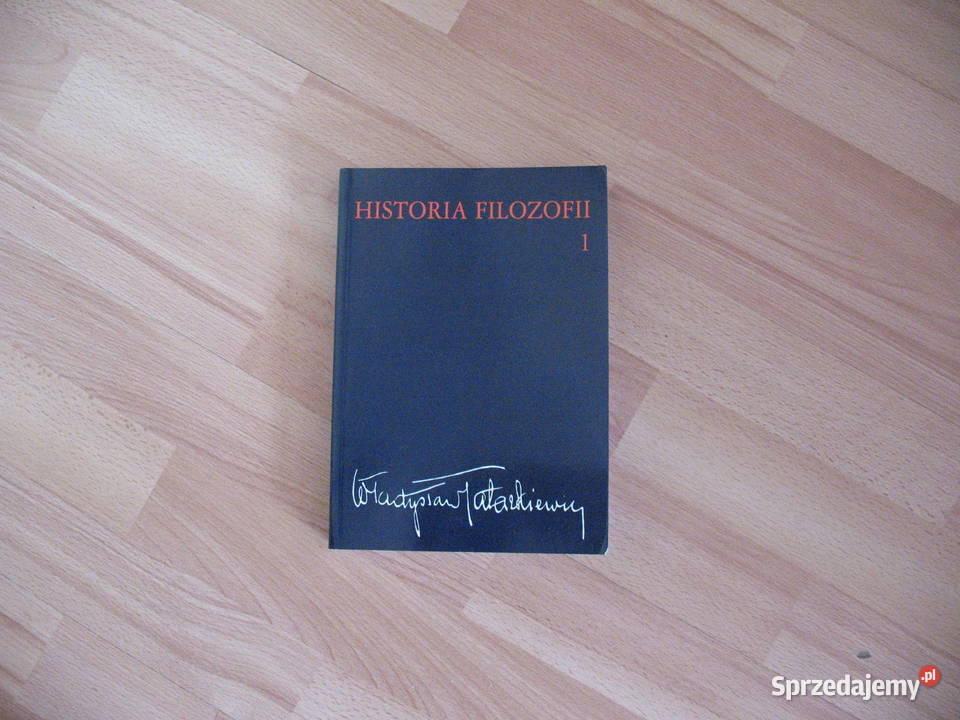 HISTORIA FILOZOFII
1
Władysław Tatarkiewicz
Sprzedajemy.pl